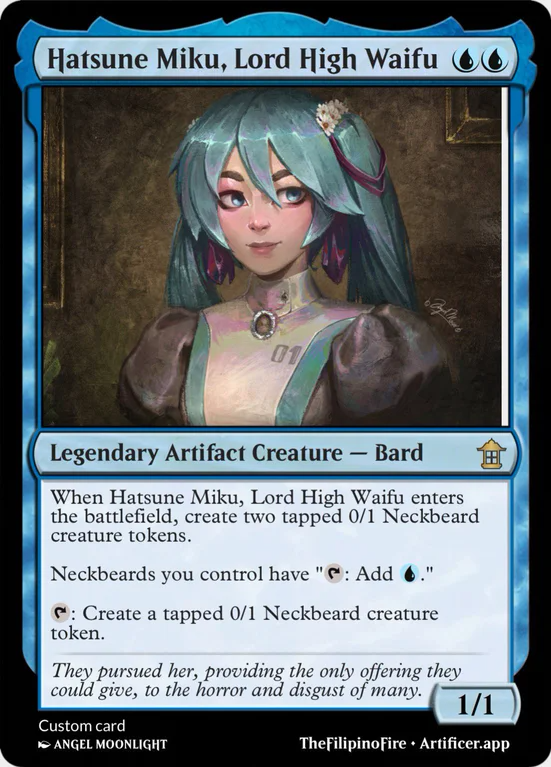 Hatsune Miku, Lord High Waifu
01
Legendary Artifact Creature — Bard
When Hatsune Miku, Lord High Waifu enters
the battlefield, create two tapped 0/1 Neckbeard
creature tokens.
Neckbeards you control have ": Add ."
: Create a tapped 0/1 Neckbeard creature
token.
They pursued her, providing the only offering they
could give, to the horror and disgust of many.
1/1
Custom card
ANGEL MOONLIGHT
TheFilipinoFire • Artificer.app